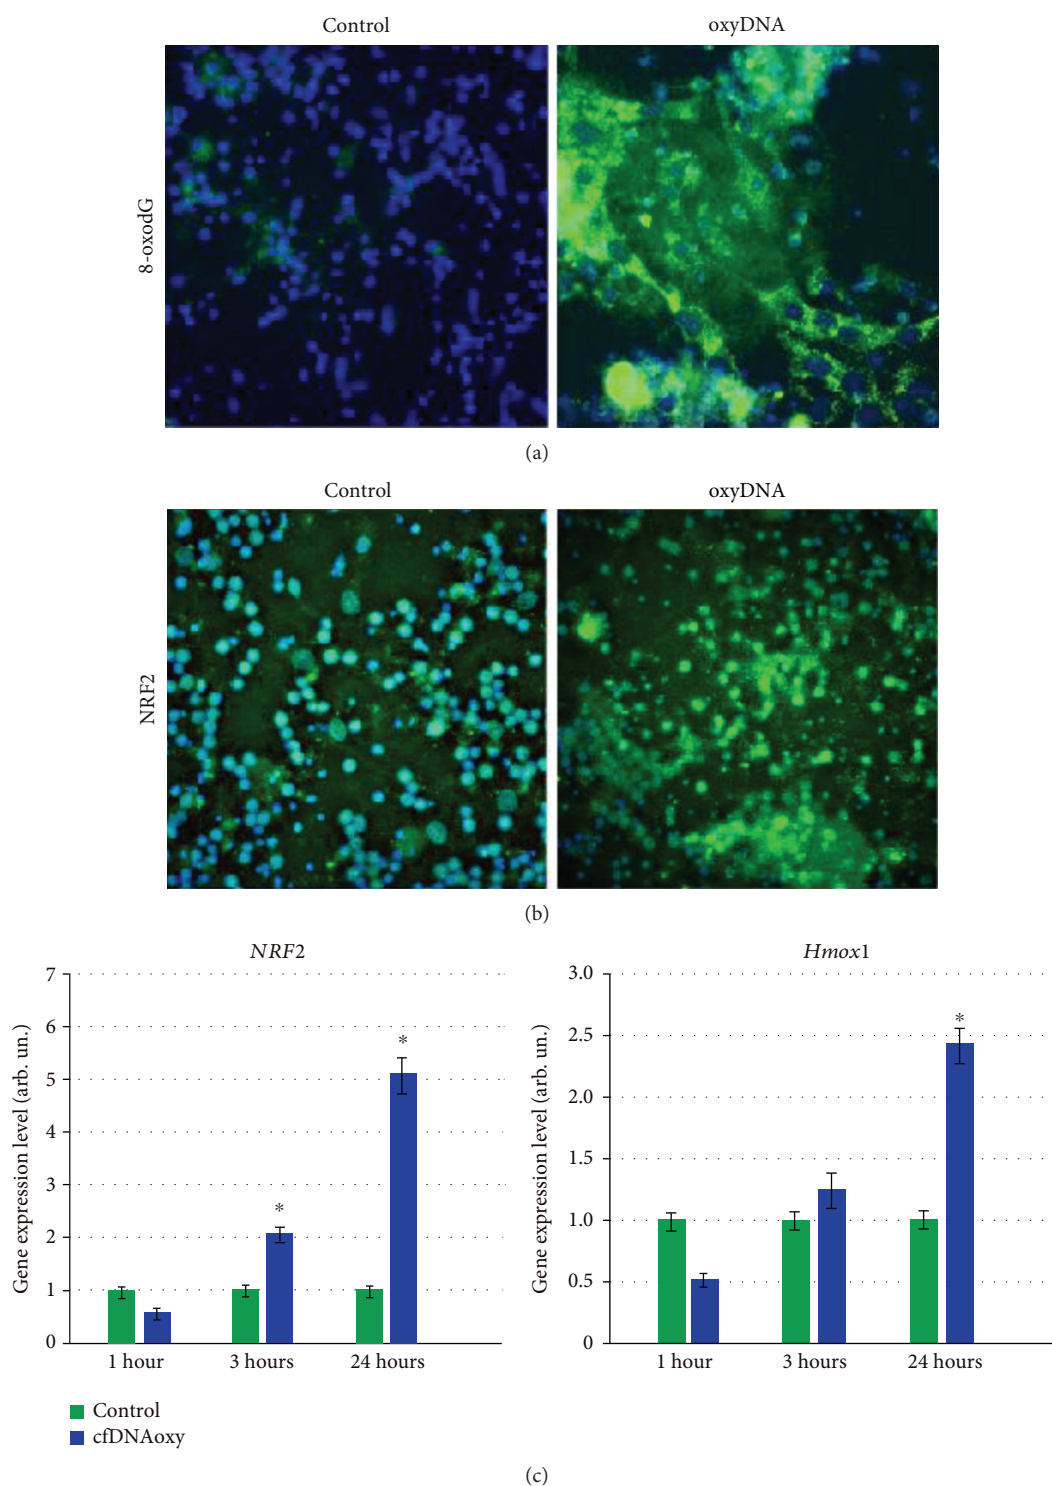 Control
oxyDNA
8-oxodG
(a)
Control
oxyDNA
NRF2
(b)
NRF2
7
6
5
4
3
2
1
0
Gene expression level (arb. un.)
*
*
1 hour
3 hours
24 hours
Hmox1
3.0
2.5
2.0
1.5
1.0
0.5
0
Gene expression level (arb. un.)
*
1 hour
3 hours
24 hours
Control
cfDNAoxy
(c)